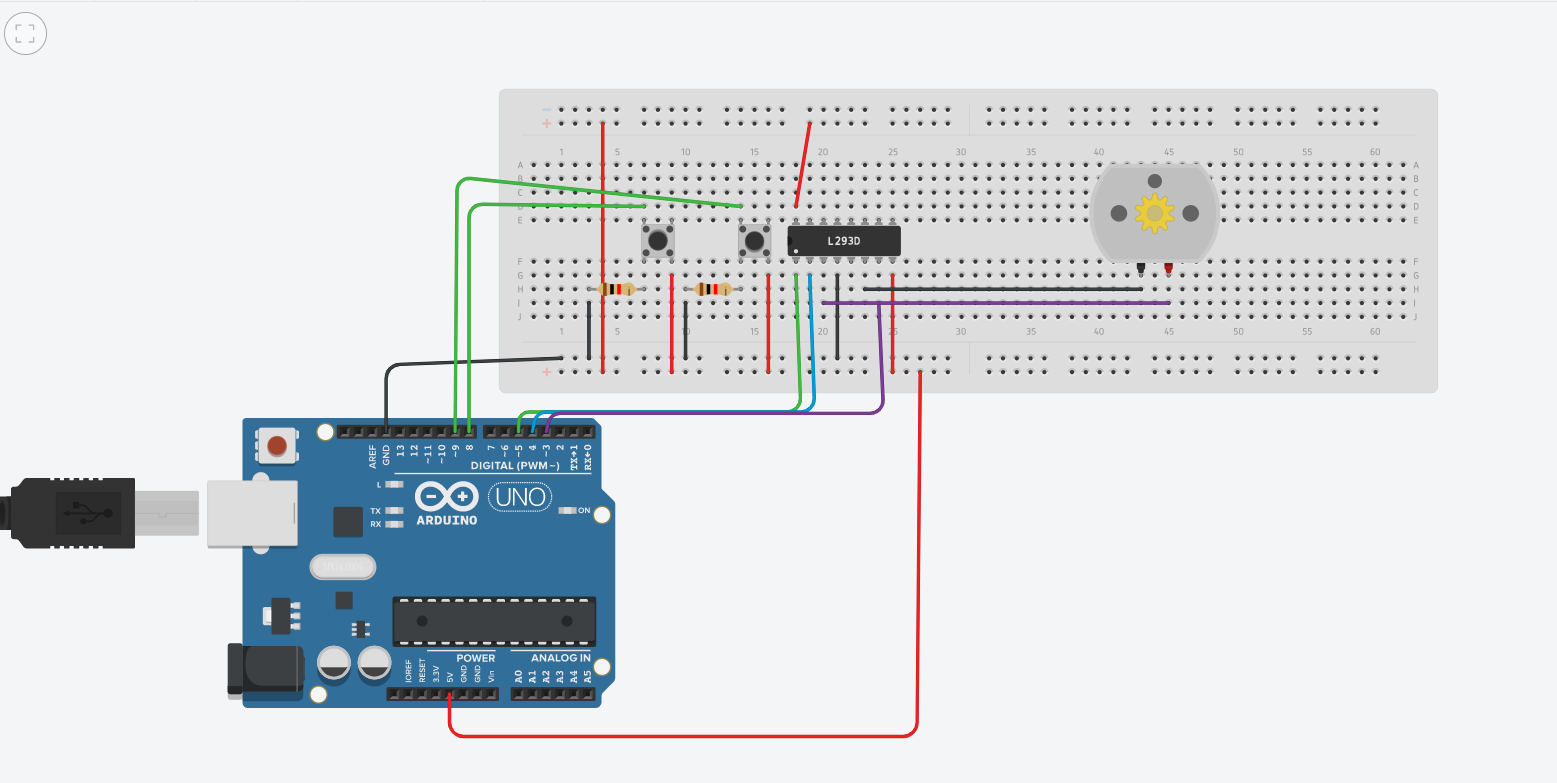 − −
+ +
1 5 10 15 20 25 30 35 40 45 50 55 60
A A
B B
C C
D D
E E
L293D
F F
G G
H H
I I
J J
1 5 10 15 20 25 30 35 40 45 50 55 60
+
AREF GND 13 12 ~11 ~10 ~9 8 7 ~6 ~5 4 ~3 2 TX→1 RX←0
DIGITAL (PWM~)
L
TX
RX
ARDUINO
UNO
ON
POWER
ANALOG IN
IOREF RESET 3.3V 5V GND GND Vin A0 A1 A2 A3 A4 A5